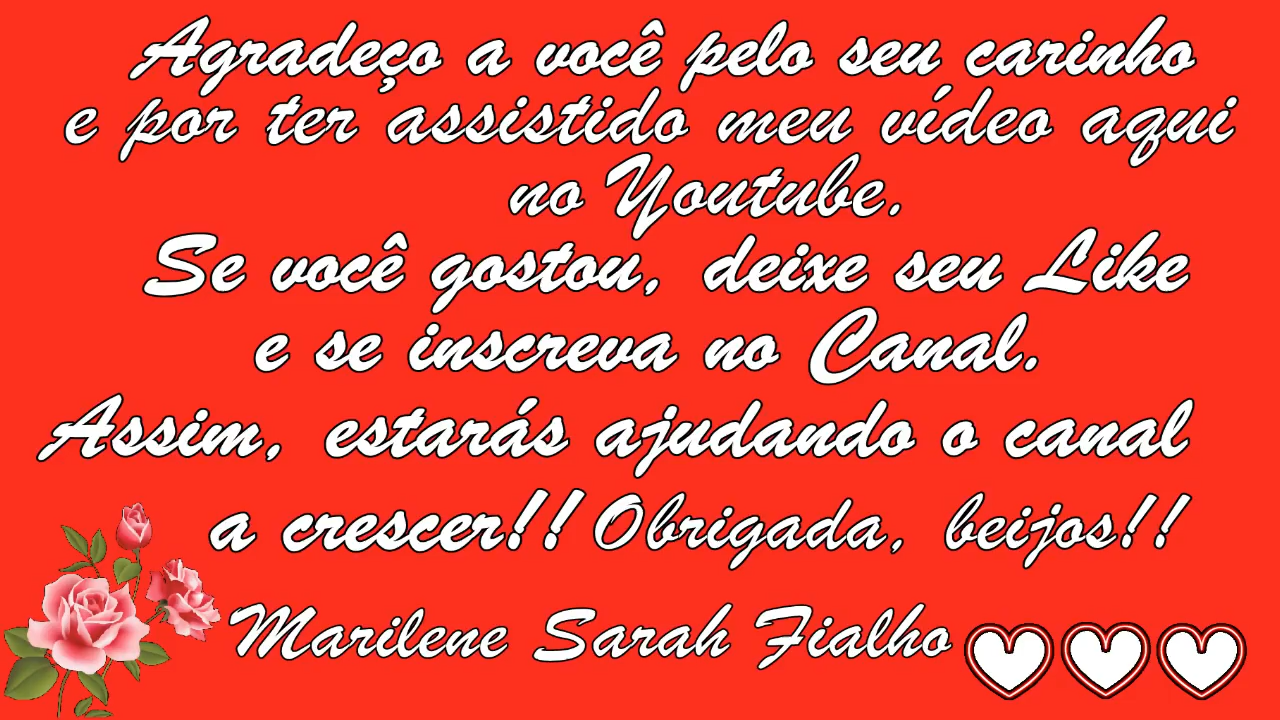 Agradeço a você pelo seu carinho
e por ter assistido meu vídeo aqui
no Youtube.
Se você gostou, deixe seu Like
e se inscreva no Canal.
Assim, estarás ajudando o canal
a crescer!! Obrigada, beijos!!
Marilene Sarah Fialho